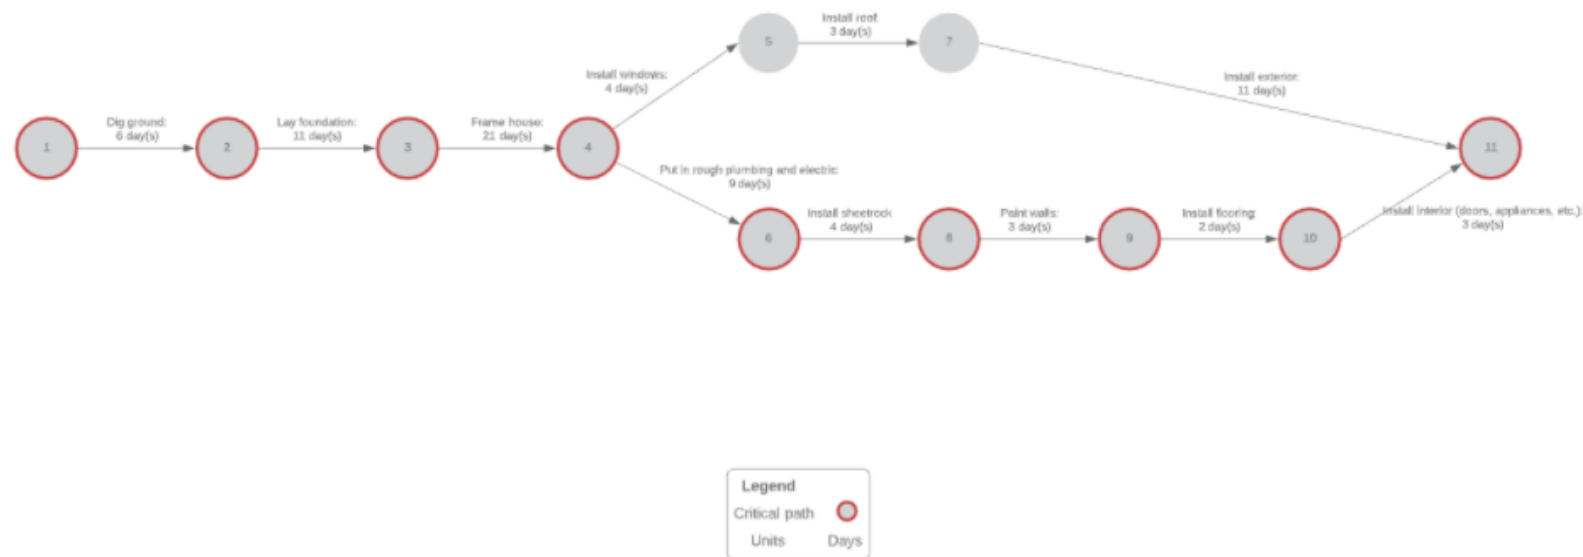 Install roof:
3 day(s)
5
7
Install windows:
4 day(s)
Install exterior:
11 day(s)
Dig ground:
6 day(s)
Lay foundation:
11 day(s)
Frame house:
21 day(s)
1
2
3
4
11
Put in rough plumbing and electric:
9 day(s)
Install sheetrock
4 day(s)
Paint walls:
3 day(s)
Install flooring:
2 day(s)
Install interior (doors, appliances, etc.):
3 day(s)
6
8
9
10
Legend
Critical path
Units Days